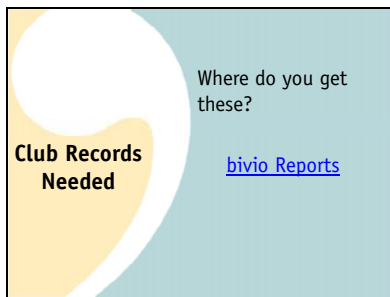 Where do you get
these?
Club Records
Needed
bivio Reports